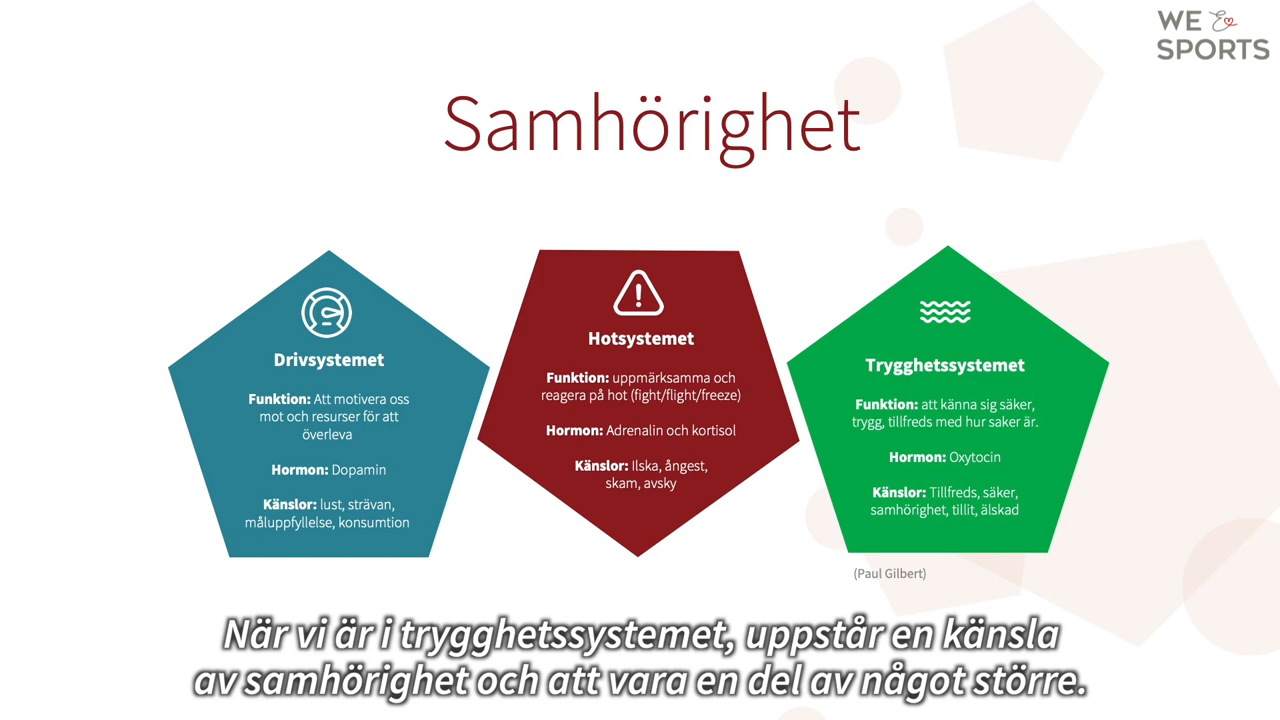 WE &
SPORTS
Samhörighet
Drivsystemet
Funktion: Att motivera oss
mot och resurser för att
överleva
Hormon: Dopamin
Känslor: lust, strävan,
måluppfyllelse, konsumtion
Hotsystemet
Funktion: uppmärksamma och
reagera på hot (fight/flight/freeze)
Hormon: Adrenalin och kortisol
Känslor: Ilska, ångest,
skam, avsky
Trygghetssystemet
Funktion: att känna sig säker,
trygg, tillfreds med hur saker är.
Hormon: Oxytocin
Känslor: Tillfreds, säker,
samhörighet, tillit, älskad
(Paul Gilbert)
När vi är i trygghetssystemet, uppstår en känsla
av samhörighet och att vara en del av något större.